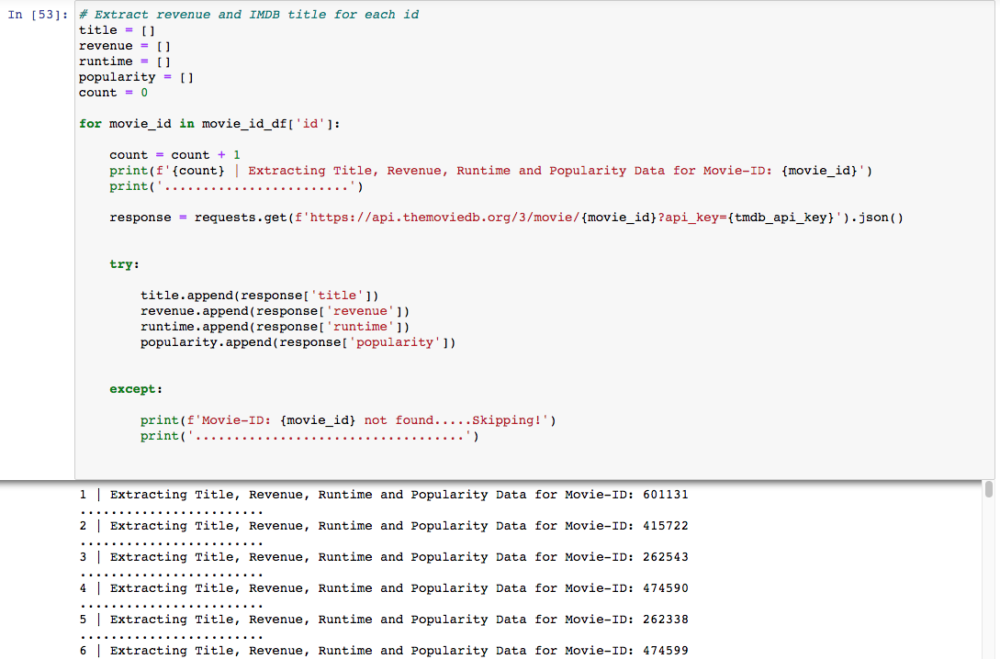 In [53]: # Extract revenue and IMDB title for each id
title = []
revenue = []
runtime = []
popularity = []
count = 0
for movie_id in movie_id_df['id']:
count = count + 1
print(f'{count} | Extracting Title, Revenue, Runtime and Popularity Data for Movie-ID: {movie_id}')
print('........................')
response = requests.get(f'https://api.themoviedb.org/3/movie/{movie_id}?api_key={tmdb_api_key}').json()
try:
title.append(response['title'])
revenue.append(response['revenue'])
runtime.append(response['runtime'])
popularity.append(response['popularity'])
except:
print(f'Movie-ID: {movie_id} not found.....Skipping!')
print('...................................')
1 | Extracting Title, Revenue, Runtime and Popularity Data for Movie-ID: 601131
........................
2 | Extracting Title, Revenue, Runtime and Popularity Data for Movie-ID: 415722
........................
3 | Extracting Title, Revenue, Runtime and Popularity Data for Movie-ID: 262543
........................
4 | Extracting Title, Revenue, Runtime and Popularity Data for Movie-ID: 474590
........................
5 | Extracting Title, Revenue, Runtime and Popularity Data for Movie-ID: 262338
........................
6 | Extracting Title, Revenue, Runtime and Popularity Data for Movie-ID: 474599